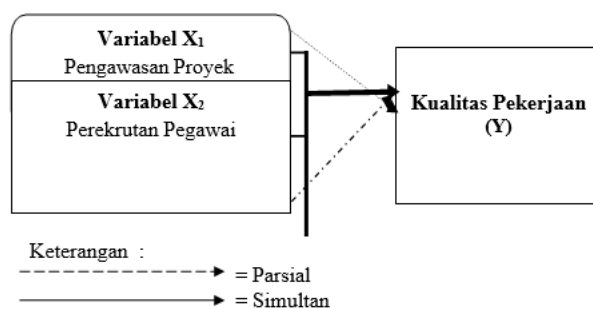 Variabel X₁
Pengawasan Proyek
Variabel X₂
Perekrutan Pegawai
Kualitas Pekerjaan
(Y)
Keterangan :
= Parsial
= Simultan